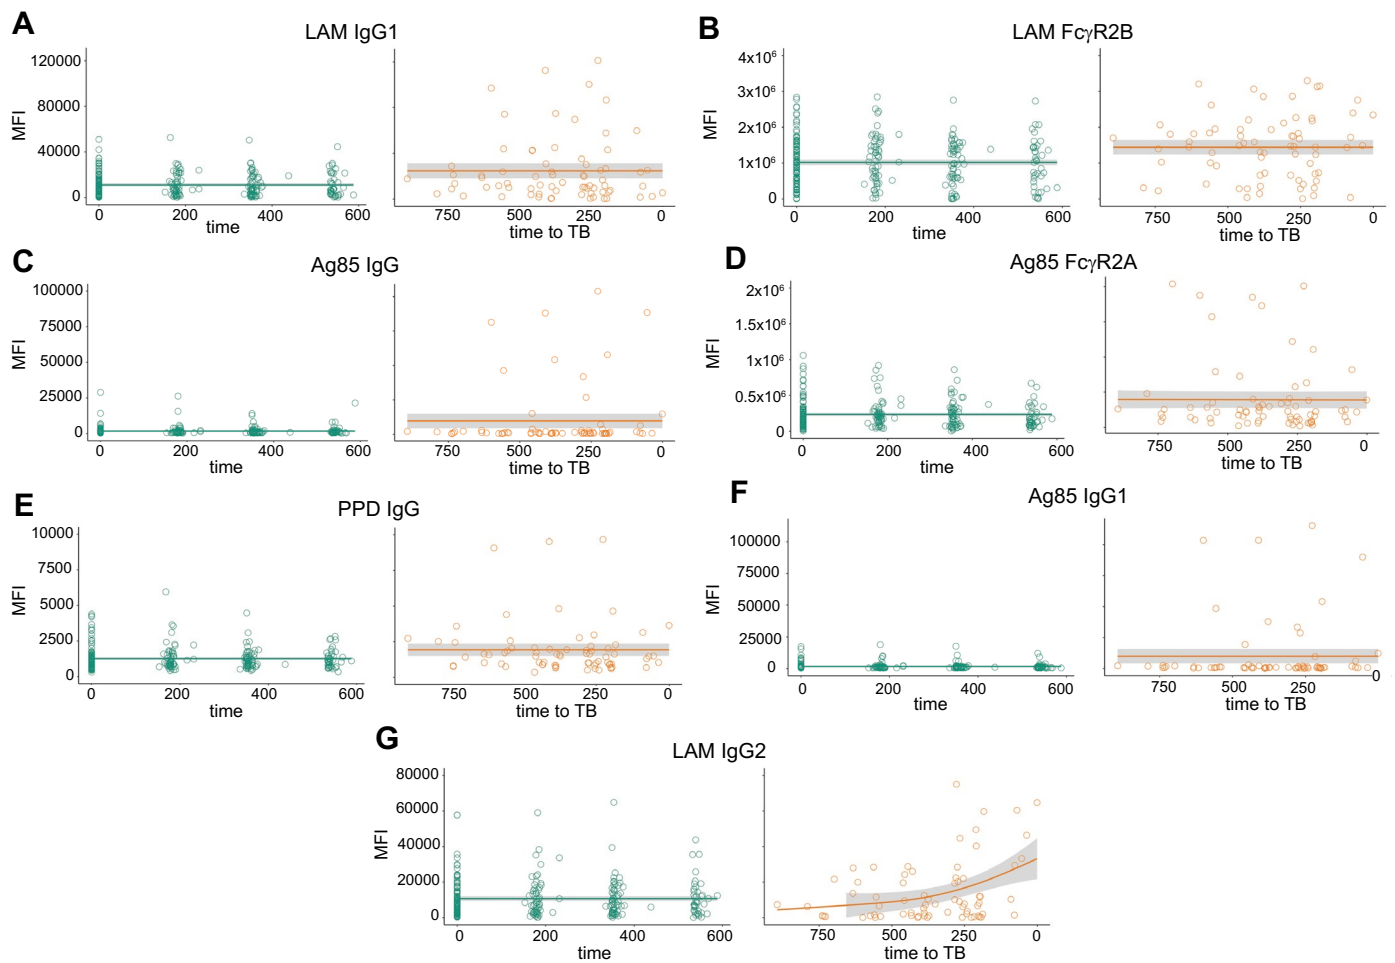 A
LAM IgG1
MFI
120000
80000
40000
0
0 200 400 600
time
500 250 0
750
time to TB
B
LAM FcγR2B
MFI
4x10⁶
3x10⁶
2x10⁶
1x10⁶
0
0 200 400 600
time
750 500 250 0
time to TB
C
Ag85 IgG
MFI
100000
75000
50000
25000
0
0 200 400 600
time
750 500 250 0
time to TB
D
Ag85 FcγR2A
MFI
2x10⁶
1.5x10⁶
1x10⁶
0.5x10⁶
0
0 200 400 600
time
750 500 250 0
time to TB
E
PPD IgG
MFI
10000
7500
5000
2500
0
0 200 400 600
time
750 500 250 0
time to TB
F
Ag85 IgG1
MFI
100000
75000
50000
25000
0
0 200 400 600
time
750 500 250 0
time to TB
G
LAM IgG2
MFI
80000
60000
40000
20000
0
0 200 400 600
time
750 500 250 0
time to TB